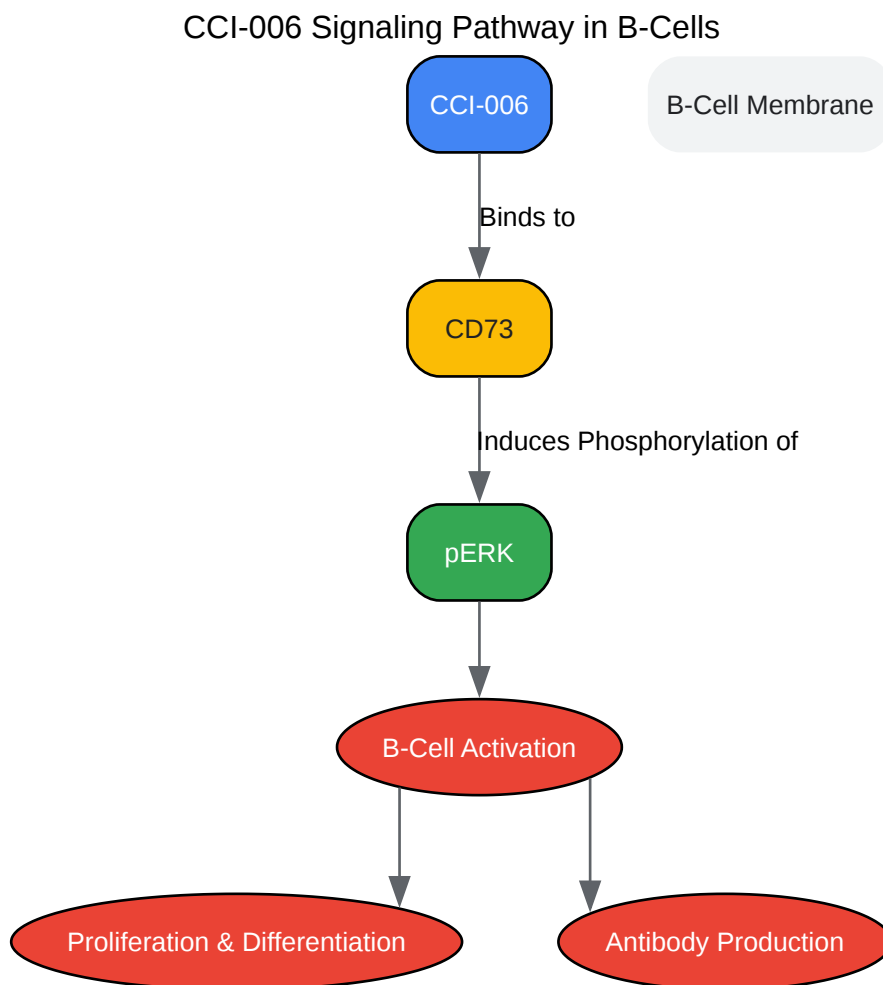 CCI-006 Signaling Pathway in B-Cells
CCI-006
B-Cell Membrane
Binds to
CD73
Induces Phosphorylation of
pERK
B-Cell Activation
Proliferation & Differentiation
Antibody Production